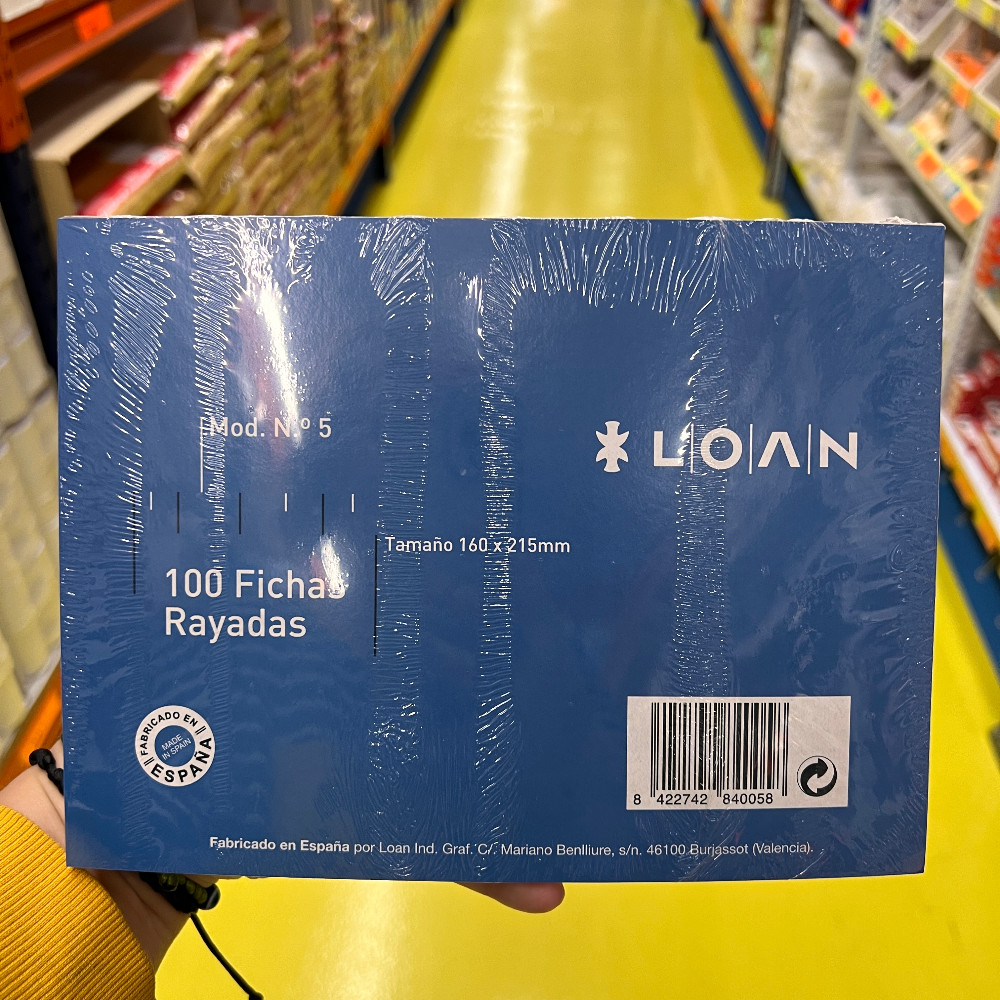 Mod. N.º 5
L|O|Λ|N
Tamaño 160 x 215mm
100 Fichas
Rayadas
FABRICADO EN ESPAÑA
MADE
IN SPAIN
8 422742 840058
Fabricado en España por Loan Ind. Graf. C/. Mariano Benlliure, s/n. 46100 Burjassot (Valencia).